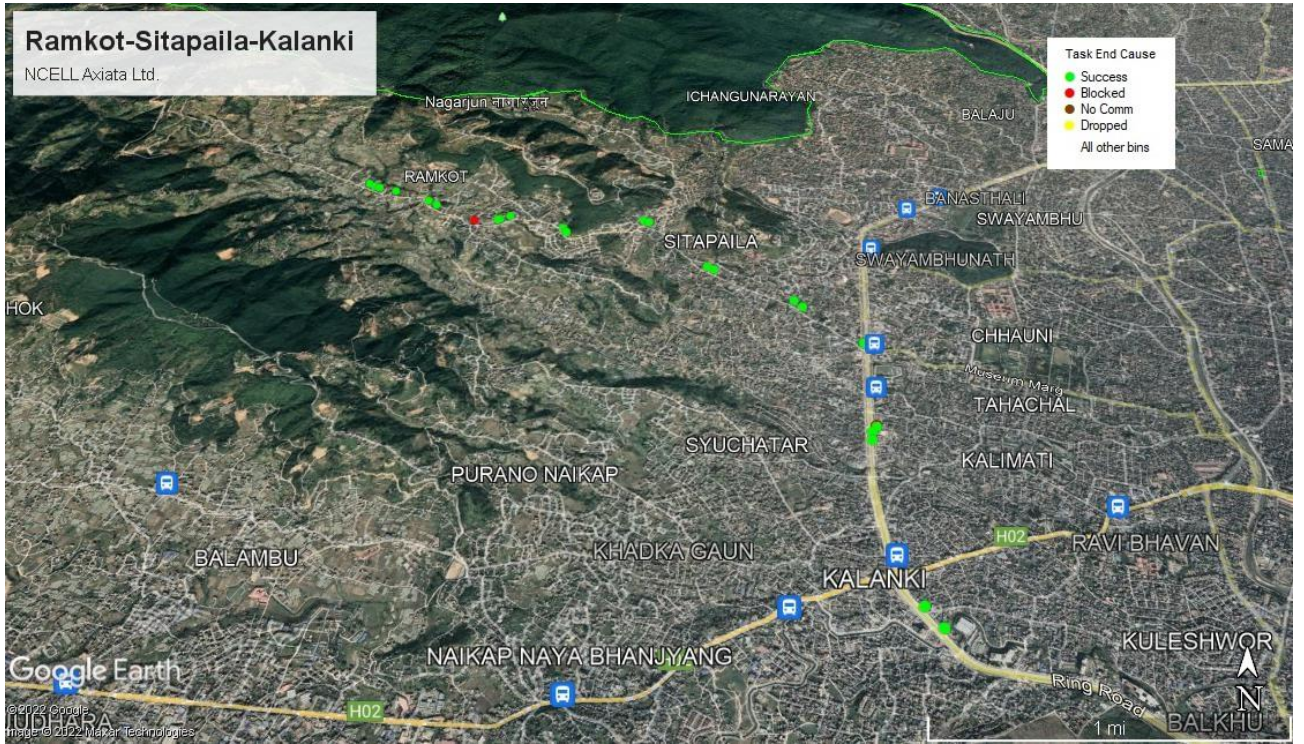 Ramkot-Sitapaila-Kalanki
NCELL Axiata Ltd.
Task End Cause
Success
Blocked
No Comm
Dropped
All other bins
Nagarjun नागार्जुन
ICHANGUNARAYAN
BALAJU
SAMA
RAMKOT
BANASTHALI
SWAYAMBHU
SITAPAILA
SWAYAMBHUNATH
HOK
CHHAUNI
Museum Marg
TAHACHAL
SYUCHATAR
KALIMATI
PURANO NAIKAP
H02
RAVI BHAVAN
BALAMBU
KHADKA GAUN
KALANKI
KULESHWOR
NAIKAP NAYA BHANJYANG
Google Earth
Ring Road
N
H02
©2022 Google
UDHARA
Image © 2022 Maxar Technologies
1 mi
BALKHU